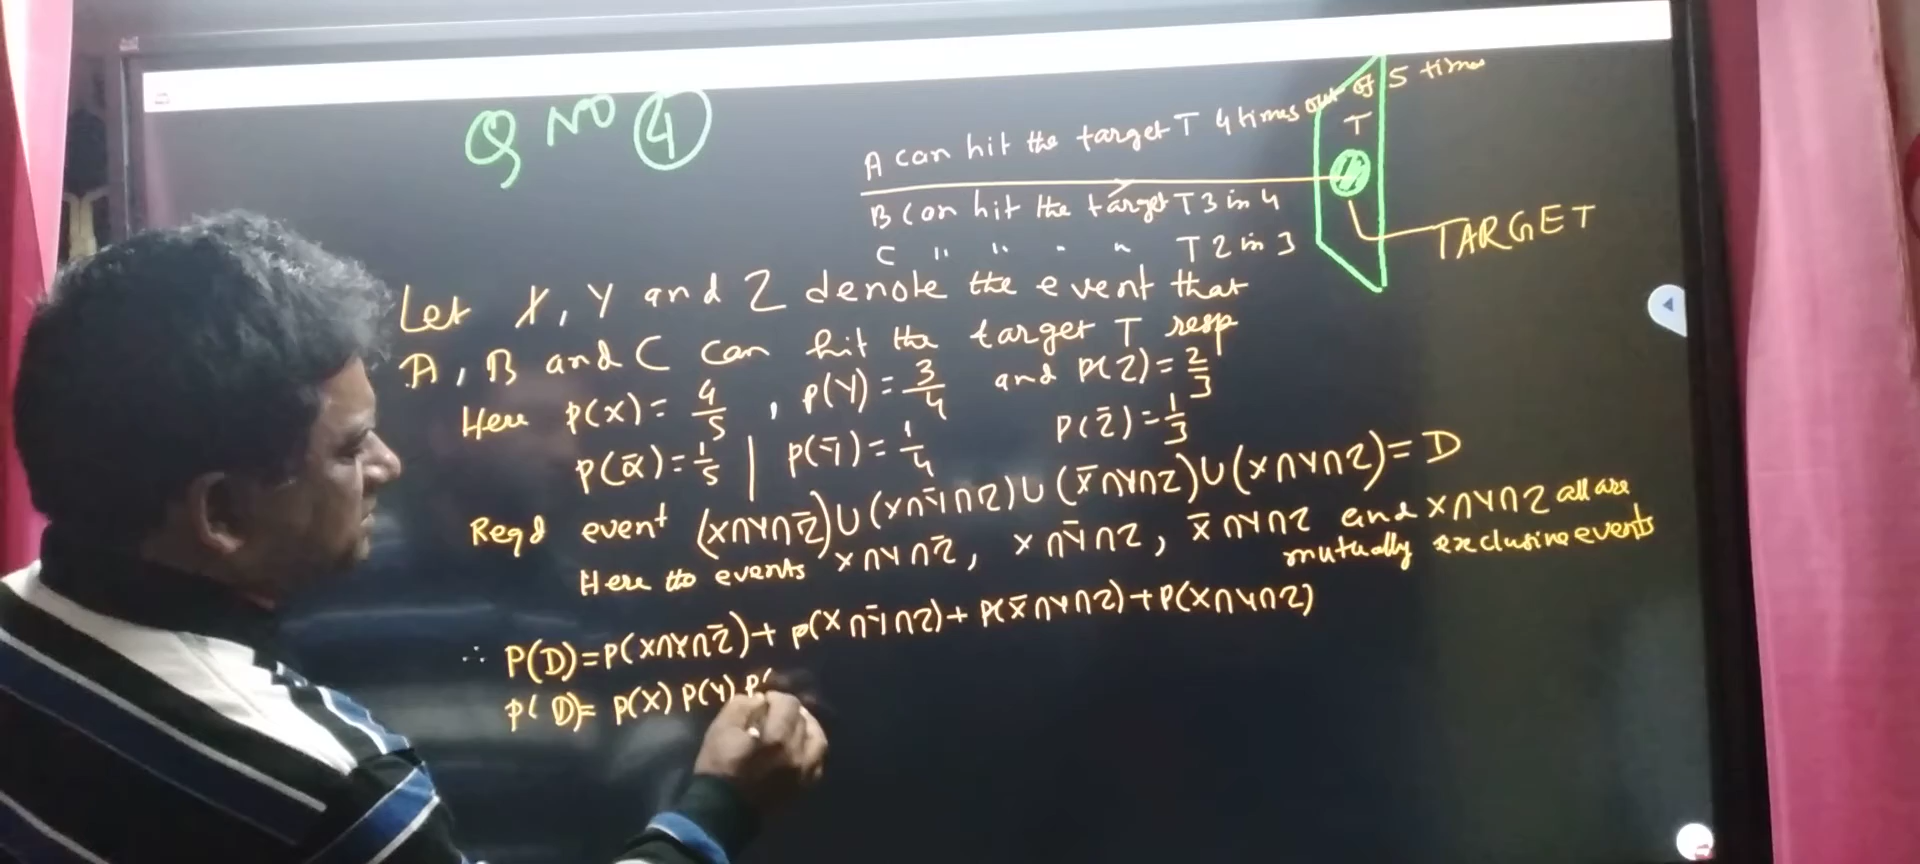 Q NO 4
A can hit the target T 4 times out of 5 times
T
B Can hit the target T 3 in 4
C " " " " T 2 in 3
TARGET
Let X, Y and Z denote the event that
A, B and C can hit the target T resp
Here P(X) = 4/5, P(Y) = 3/4 and P(Z) = 2/3
P(X̄) = 1/5 | P(Ȳ) = 1/4 P(Z̄) = 1/3
Reqd event (X∩Y∩Z̄)∪(X∩Ȳ∩Z)∪(X̄∩Y∩Z)∪(X∩Y∩Z) = D
Here the events X∩Y∩Z̄, X∩Ȳ∩Z, X̄∩Y∩Z and X∩Y∩Z all are
mutually exclusive events
∴ P(D) = P(X∩Y∩Z̄) + P(X∩Ȳ∩Z) + P(X̄∩Y∩Z) + P(X∩Y∩Z)
P(D) = P(X) P(Y) P(